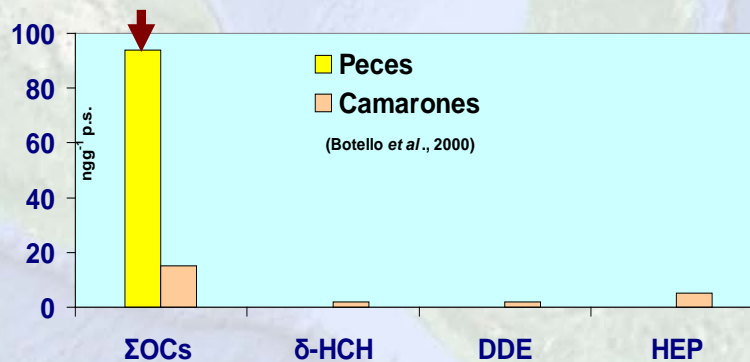 100
80
60
40
20
0
ngg⁻¹ p.s.
Peces
Camarones
(Botello et al., 2000)
ΣOCs δ-HCH DDE HEP